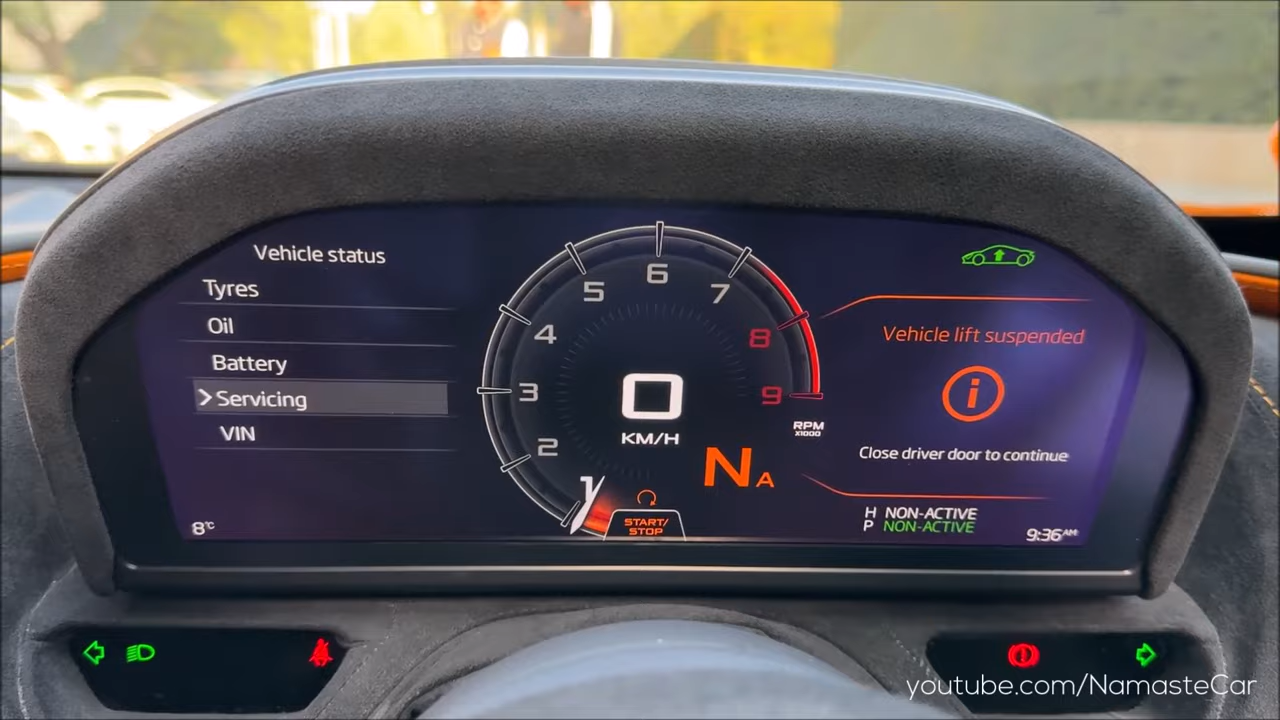 Vehicle status
Tyres
Oil
Battery
Servicing
VIN
8°C
1
2
3
4
5
6
7
8
9
RPM
X1000
0
KM/H
NA
START/
STOP
Vehicle lift suspended
i
Close driver door to continue
H NON-ACTIVE
P NON-ACTIVE
9:36AM
youtube.com/NamasteCar